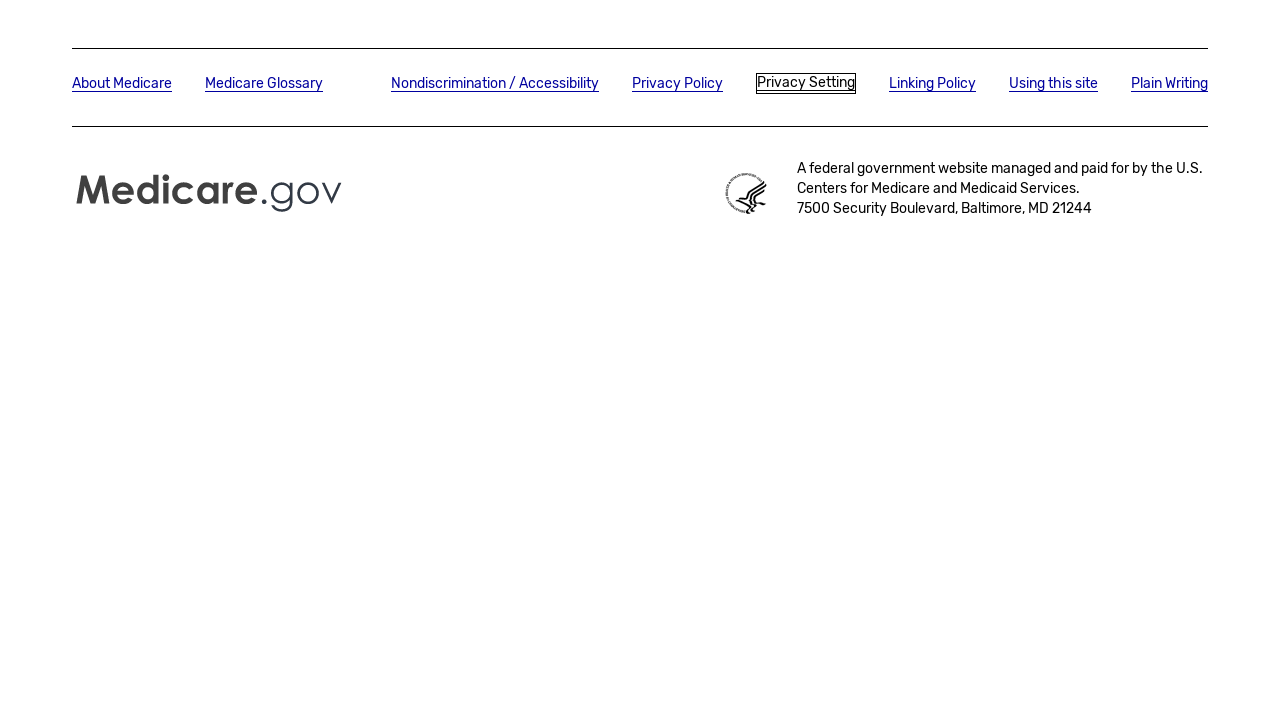 About Medicare Medicare Glossary Nondiscrimination / Accessibility Privacy Policy Privacy Setting Linking Policy Using this site Plain Writing
Medicare.gov
A federal government website managed and paid for by the U.S.
Centers for Medicare and Medicaid Services.
7500 Security Boulevard, Baltimore, MD 21244